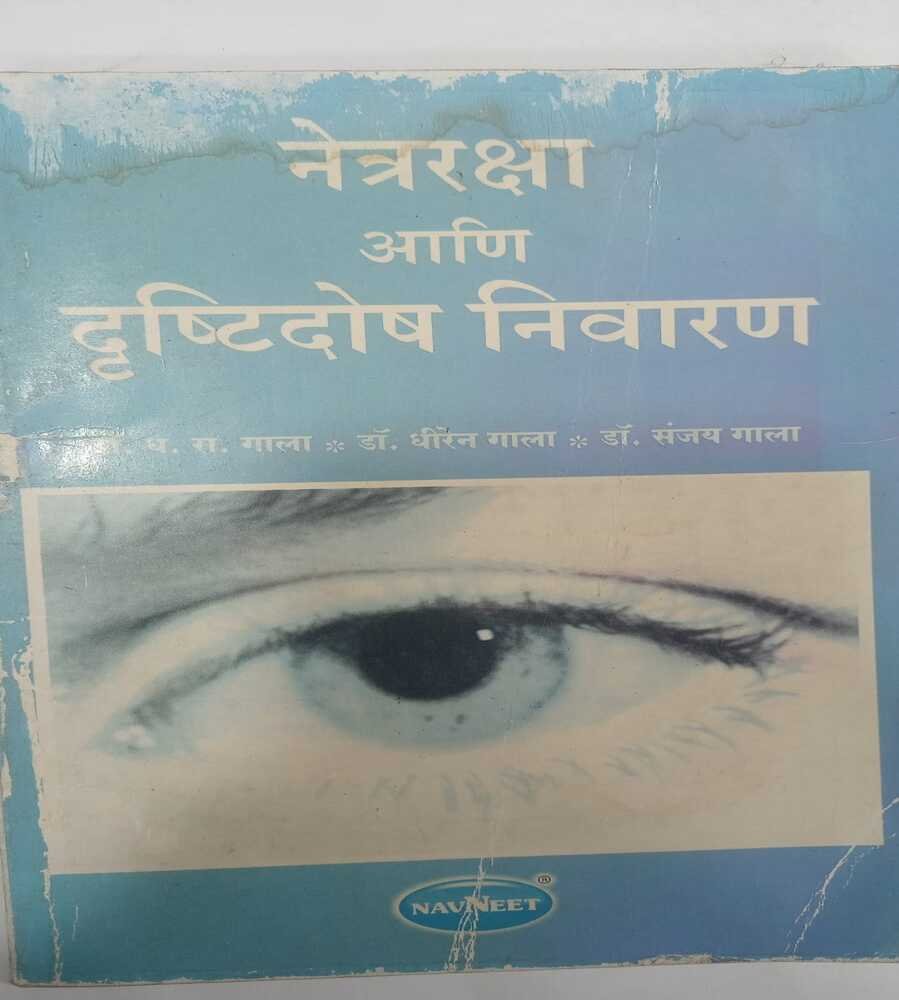 नेत्ररक्षा
आणि
दृष्टिदोष निवारण
ध. रा. गाला * डॉ. धीरेन गाला * डॉ. संजय गाला
NAVNEET ®